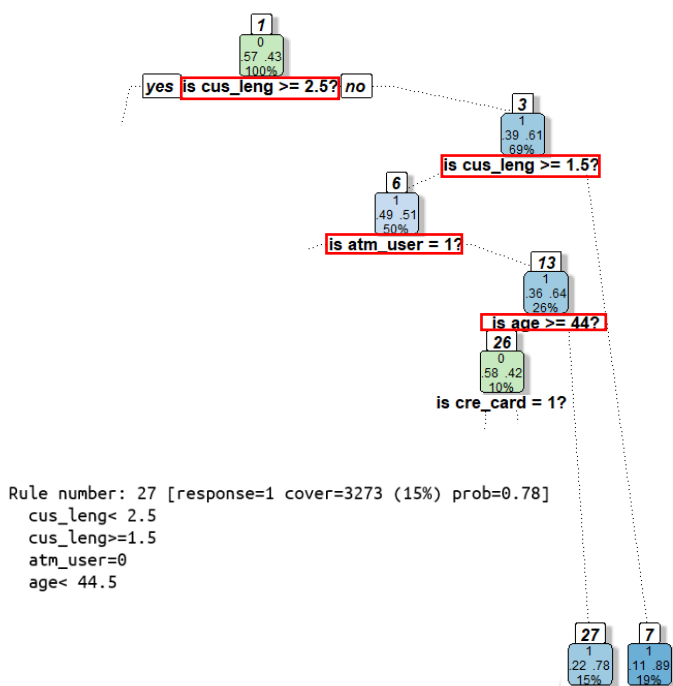 1
0
.57 .43
100%
yes is cus_leng >= 2.5? no
3
1
.39 .61
69%
is cus_leng >= 1.5?
6
1
.49 .51
50%
is atm_user = 1?
13
1
.36 .64
26%
is age >= 44?
26
0
.58 .42
10%
is cre_card = 1?
Rule number: 27 [response=1 cover=3273 (15%) prob=0.78]
cus_leng< 2.5
cus_leng>=1.5
atm_user=0
age< 44.5
27
1
.22 .78
15%
7
1
.11 .89
19%